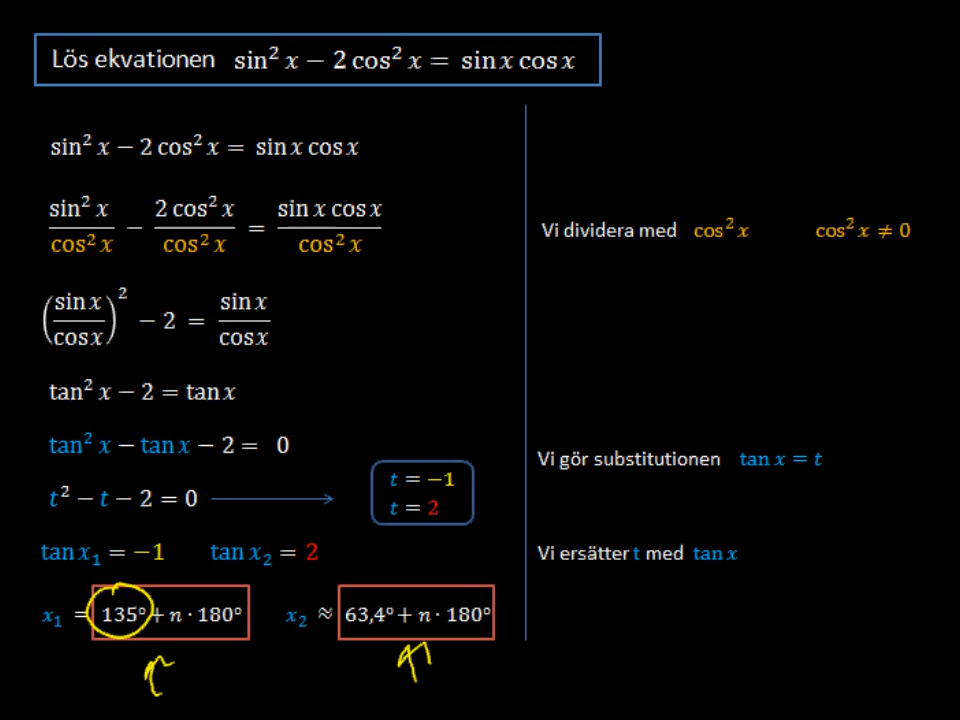 Lös ekvationen sin² x − 2 cos² x = sin x cos x
sin² x − 2 cos² x = sin x cos x
sin² x / cos² x − 2 cos² x / cos² x = sin x cos x / cos² x
Vi dividera med cos² x cos² x ≠ 0
(sin x / cos x)² − 2 = sin x / cos x
tan² x − 2 = tan x
tan² x − tan x − 2 = 0
Vi gör substitutionen tan x = t
t² − t − 2 = 0
t = −1
t = 2
tan x₁ = −1 tan x₂ = 2
Vi ersätter t med tan x
x₁ = 135° + n · 180° x₂ ≈ 63,4° + n · 180°